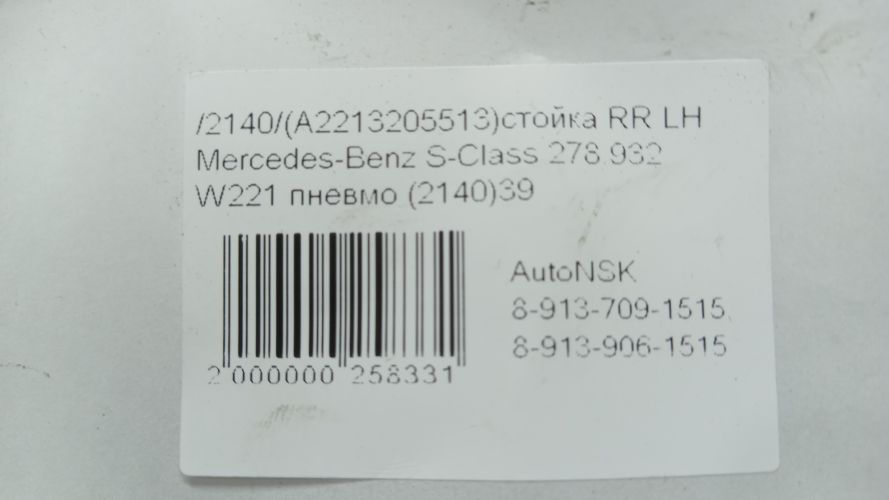 /2140/(A2213205513)стойка RR LH
Mercedes-Benz S-Class 278.932
W221 пневмо (2140)39
AutoNSK
8-913-709-1515
8-913-906-1515
2 000000 258331